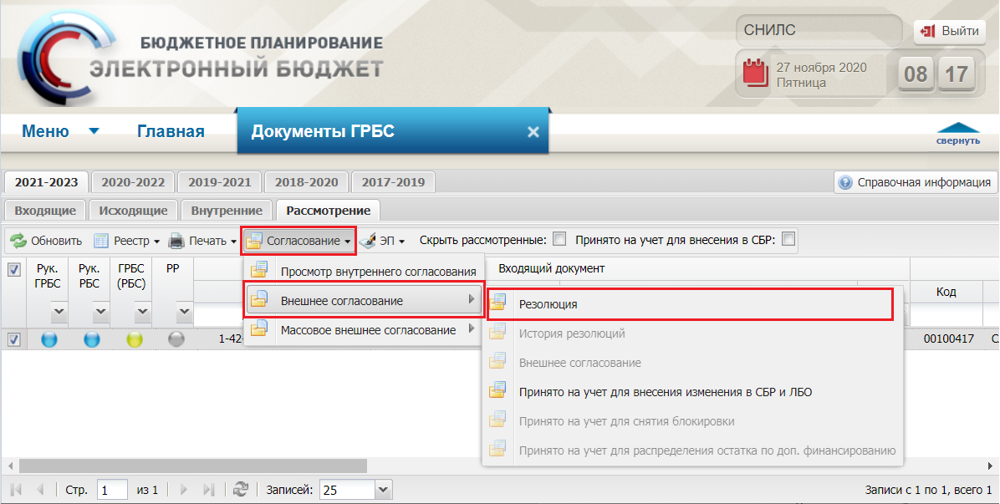 БЮДЖЕТНОЕ ПЛАНИРОВАНИЕ
ЭЛЕКТРОННЫЙ БЮДЖЕТ
СНИЛС
Выйти
27 ноября 2020
Пятница
08 17
Меню Главная Документы ГРБС
свернуть
2021-2023 2020-2022 2019-2021 2018-2020 2017-2019 Справочная информация
Входящие Исходящие Внутренние Рассмотрение
Обновить Реестр Печать Согласование ЭП Скрыть рассмотренные: Принято на учет для внесения в СБР:
Рук. ГРБС
Рук. РБС
ГРБС (РБС)
РР
Входящий документ
Код
Просмотр внутреннего согласования
Внешнее согласование
Массовое внешнее согласование
Резолюция
История резолюций
Внешнее согласование
Принято на учет для внесения изменения в СБР и ЛБО
Принято на учет для снятия блокировки
Принято на учет для распределения остатка по доп. финансированию
1-42-
00100417
Стр. 1 из 1 Записей: 25 Записи с 1 по 1, всего 1